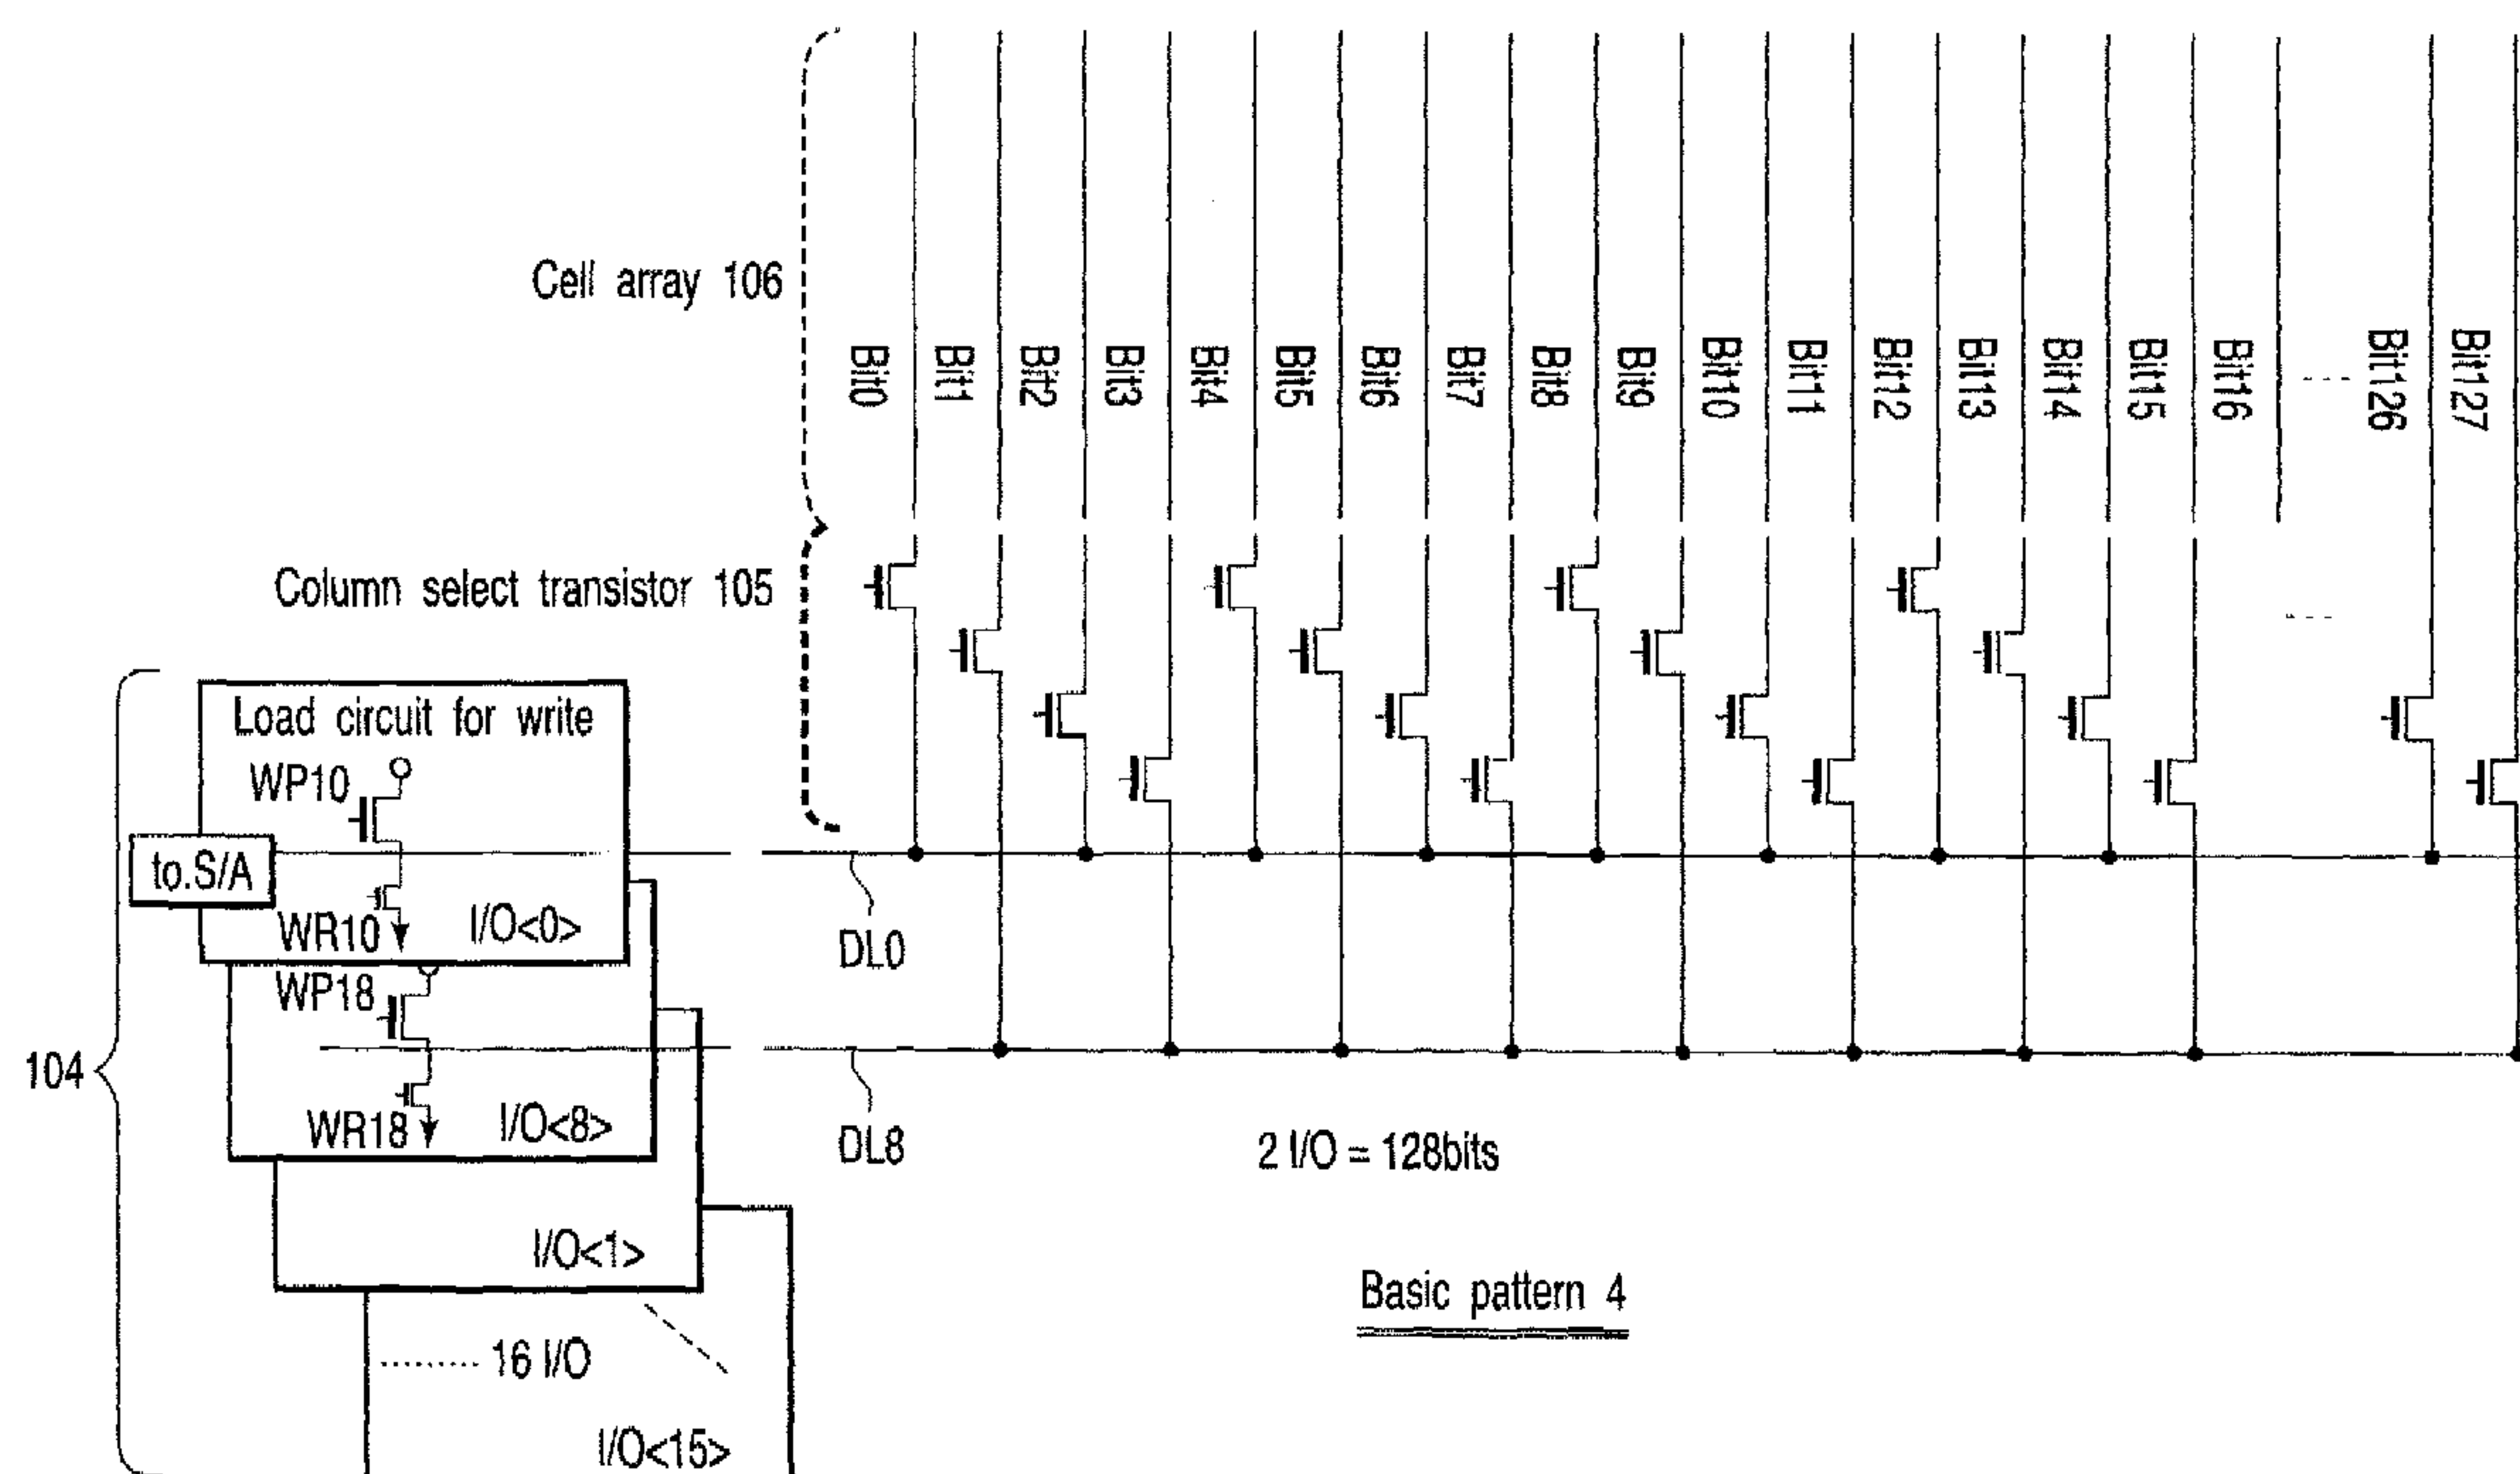 Cell array 106
Bit0
Bit1
Bit2
Bit3
Bit4
Bit5
Bit6
Bit7
Bit8
Bit9
Bit10
Bit11
Bit12
Bit13
Bit14
Bit15
Bit16
Bit126
Bit127
Column select transistor 105
Load circuit for write
WP10
to.S/A
WR10
I/O<0>
DL0
WP18
104
WR18
I/O<8>
DL8
2 I/O = 128bits
I/O<1>
Basic pattern 4
16 I/O
I/O<15>